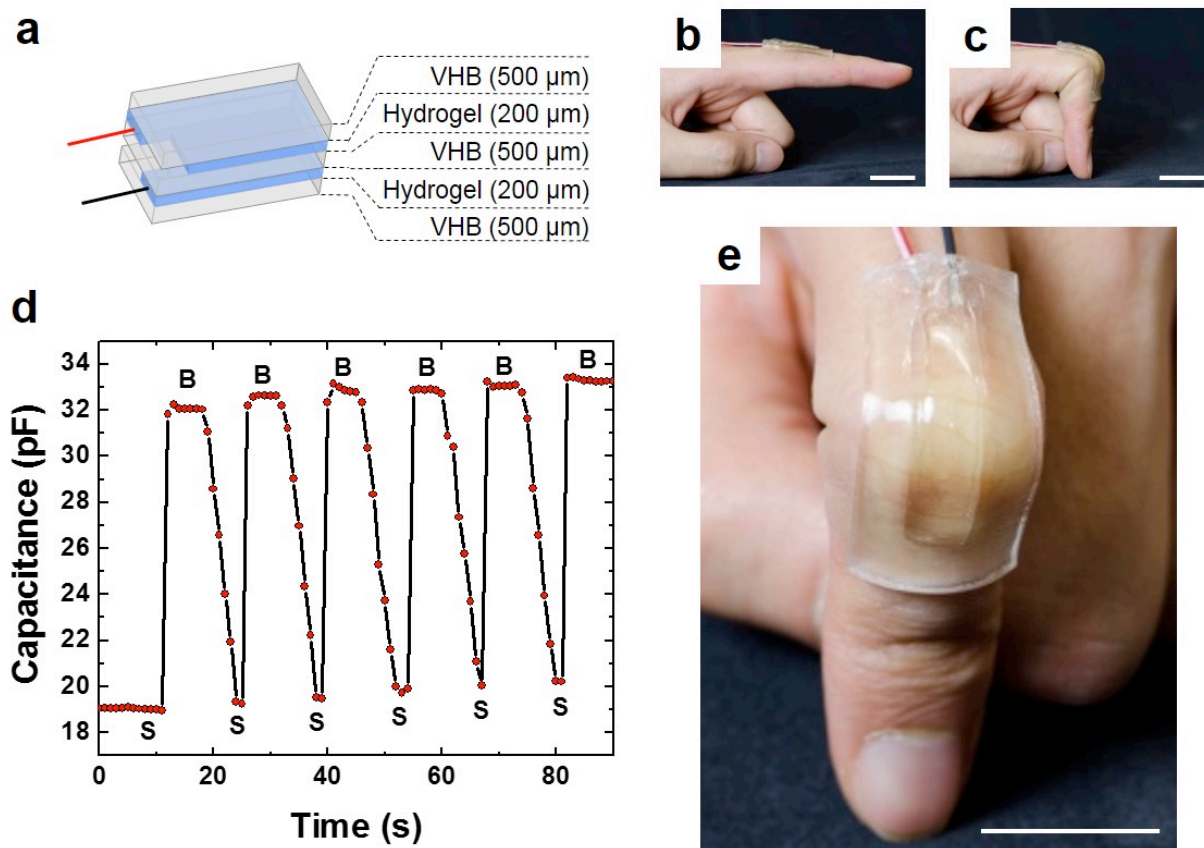 a
VHB (500 µm)
Hydrogel (200 µm)
VHB (500 µm)
Hydrogel (200 µm)
VHB (500 µm)
b
c
d
Capacitance (pF)
34
32
30
28
26
24
22
20
18
B B B B B B
S S S S S S
0 20 40 60 80
Time (s)
e